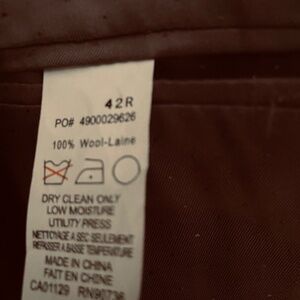 42R
PO# 4900029626
100% Wool-Laine
DRY CLEAN ONLY
LOW MOISTURE
UTILITY PRESS
NETTOYAGE A SEC SEULEMENT
REPASSER A BASSE TEMPERATURE
MADE IN CHINA
FAIT EN CHINE
CA01129 RN90736